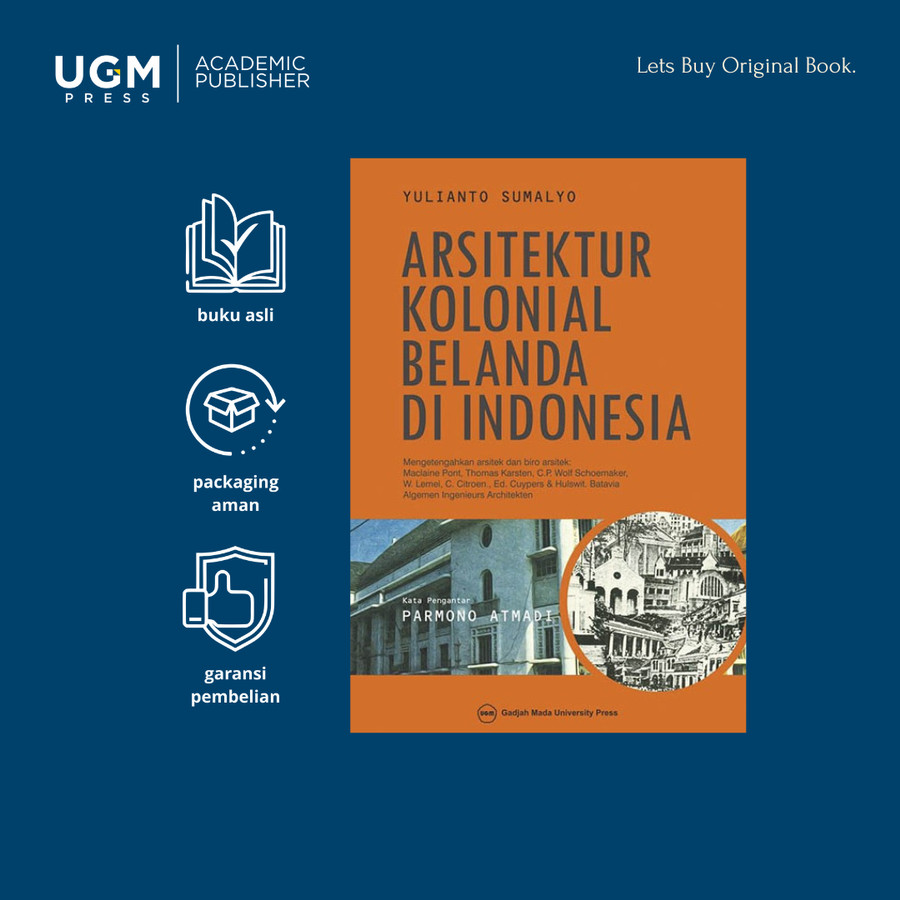 UGM
PRESS
ACADEMIC
PUBLISHER
Lets Buy Original Book.
buku asli
packaging
aman
garansi
pembelian
YULIANTO SUMALYO
ARSITEKTUR
KOLONIAL
BELANDA
DI INDONESIA
Mengetengahkan arsitek dan biro arsitek:
Maclaine Pont, Thomas Karsten, C.P. Wolf Schoemaker,
W. Lemei, C. Citroen., Ed. Cuypers & Hulswit. Batavia
Algemen Ingenieurs Architekten
Kata Pengantar:
PARMONO ATMADI
UGM
Gadjah Mada University Press